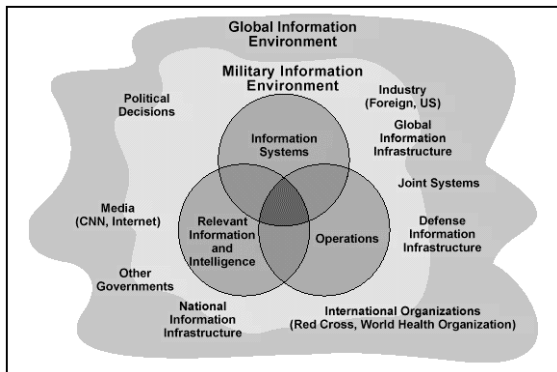 Global Information
Environment
Military Information
Environment
Political
Decisions
Industry
(Foreign, US)
Information
Systems
Global
Information
Infrastructure
Joint Systems
Media
(CNN, Internet)
Relevant
Information
and
Intelligence
Operations
Defense
Information
Infrastructure
Other
Governments
National
Information
Infrastructure
International Organizations
(Red Cross, World Health Organization)